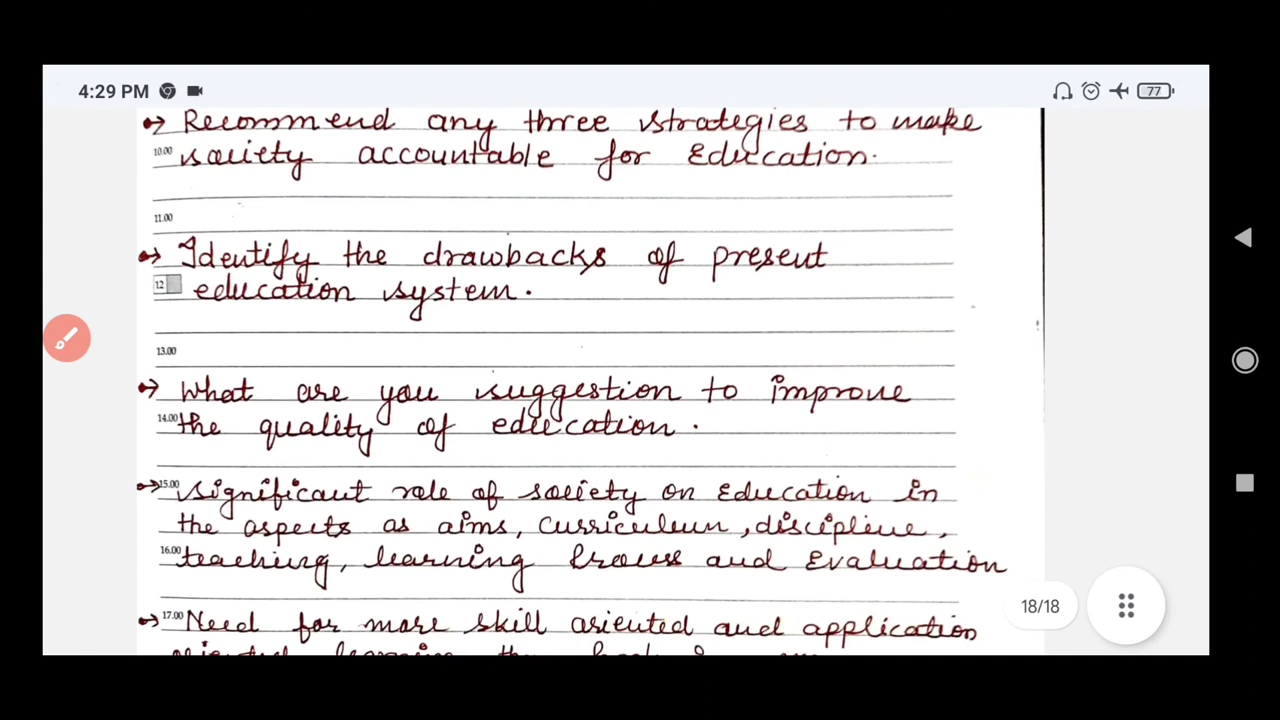 4:29 PM
77
Recommend any three strategies to make
10.00
society accountable for Education.
11.00
Identify the drawbacks of present
12
education system.
13.00
What are you suggestion to improve
14.00
the quality of education.
15.00
Significant role of society on Education in
the aspects as aims, curriculum, discipline,
16.00
teaching, learning Process and Evaluation
18/18
17.00
Need for more skill oriented and application
oriented learning